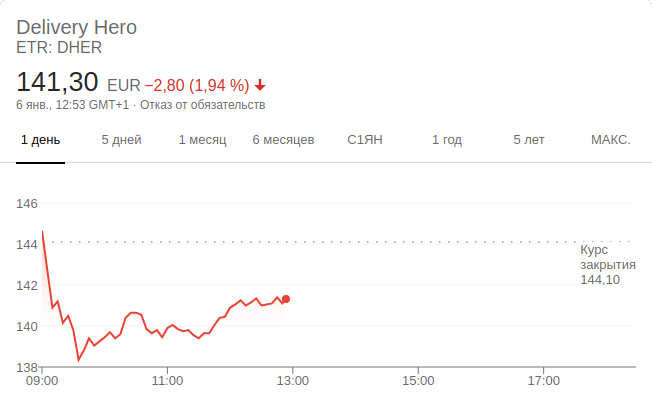 Delivery Hero
ETR: DHER
141,30 EUR −2,80 (1,94 %)
6 янв., 12:53 GMT+1 · Отказ от обязательств
1 день 5 дней 1 месяц 6 месяцев С1ЯН 1 год 5 лет МАКС.
146
144
142
140
138
Курс
закрытия
144,10
09:00 11:00 13:00 15:00 17:00